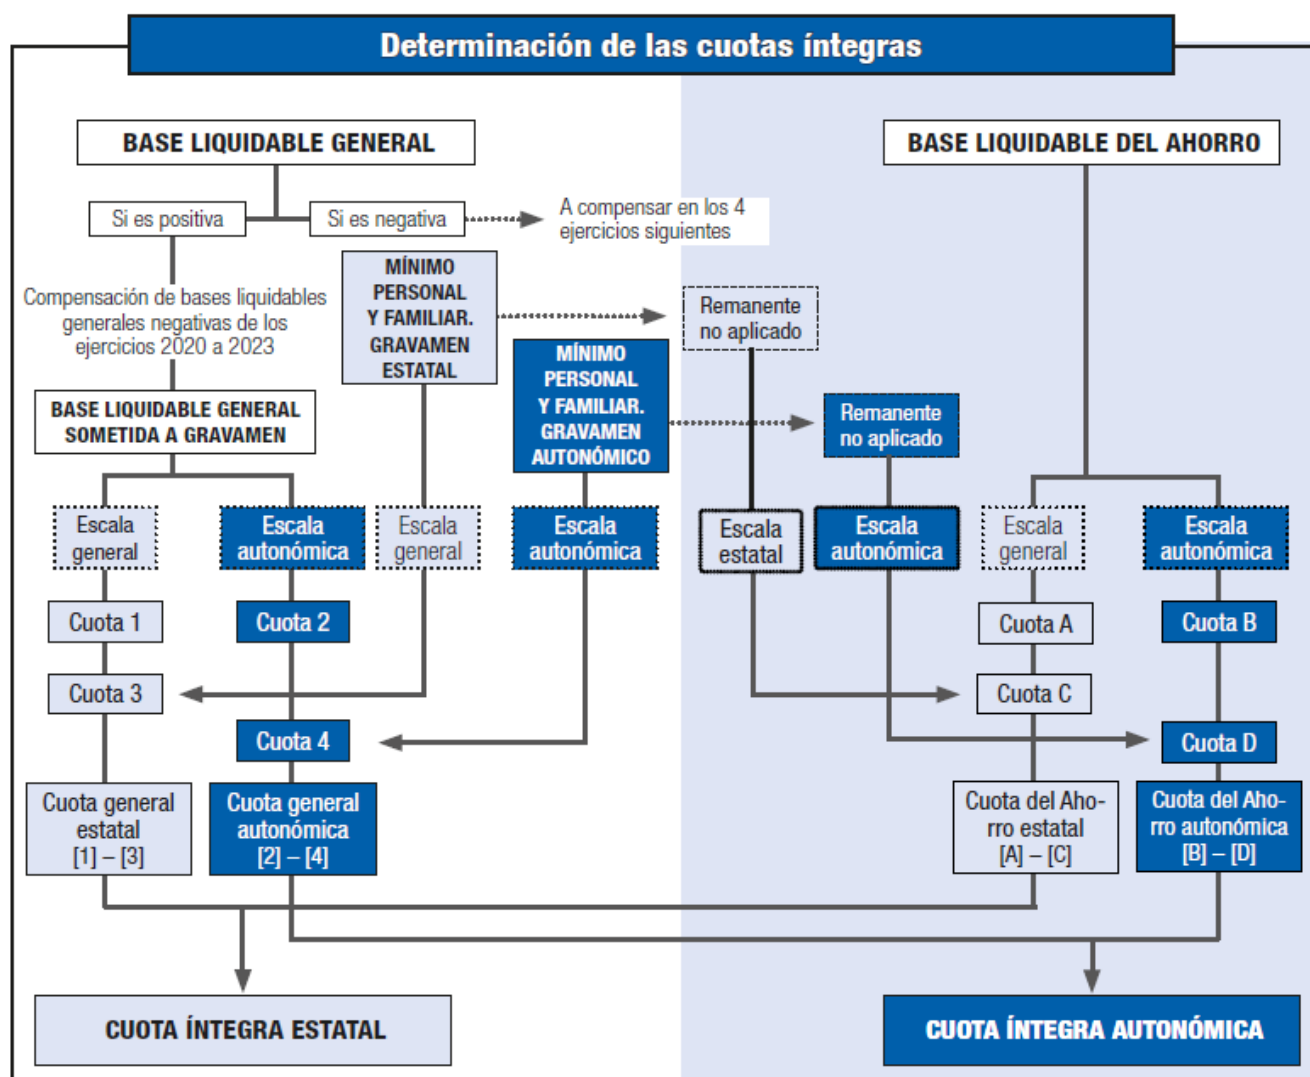 Determinación de las cuotas íntegras
BASE LIQUIDABLE GENERAL
BASE LIQUIDABLE DEL AHORRO
Si es positiva
Si es negativa
A compensar en los 4
ejercicios siguientes
Compensación de bases liquidables
generales negativas de los
ejercicios 2020 a 2023
MÍNIMO
PERSONAL
Y FAMILIAR.
GRAVAMEN
ESTATAL
Remanente
no aplicado
MÍNIMO
PERSONAL
Y FAMILIAR.
GRAVAMEN
AUTONÓMICO
Remanente
no aplicado
BASE LIQUIDABLE GENERAL
SOMETIDA A GRAVAMEN
Escala
general
Escala
autonómica
Escala
general
Escala
autonómica
Escala
estatal
Escala
autonómica
Escala
general
Escala
autonómica
Cuota 1
Cuota 2
Cuota A
Cuota B
Cuota 3
Cuota C
Cuota 4
Cuota D
Cuota general
estatal
[1] – [3]
Cuota general
autonómica
[2] – [4]
Cuota del Aho-
rro estatal
[A] – [C]
Cuota del Aho-
rro autonómica
[B] – [D]
CUOTA ÍNTEGRA ESTATAL
CUOTA ÍNTEGRA AUTONÓMICA